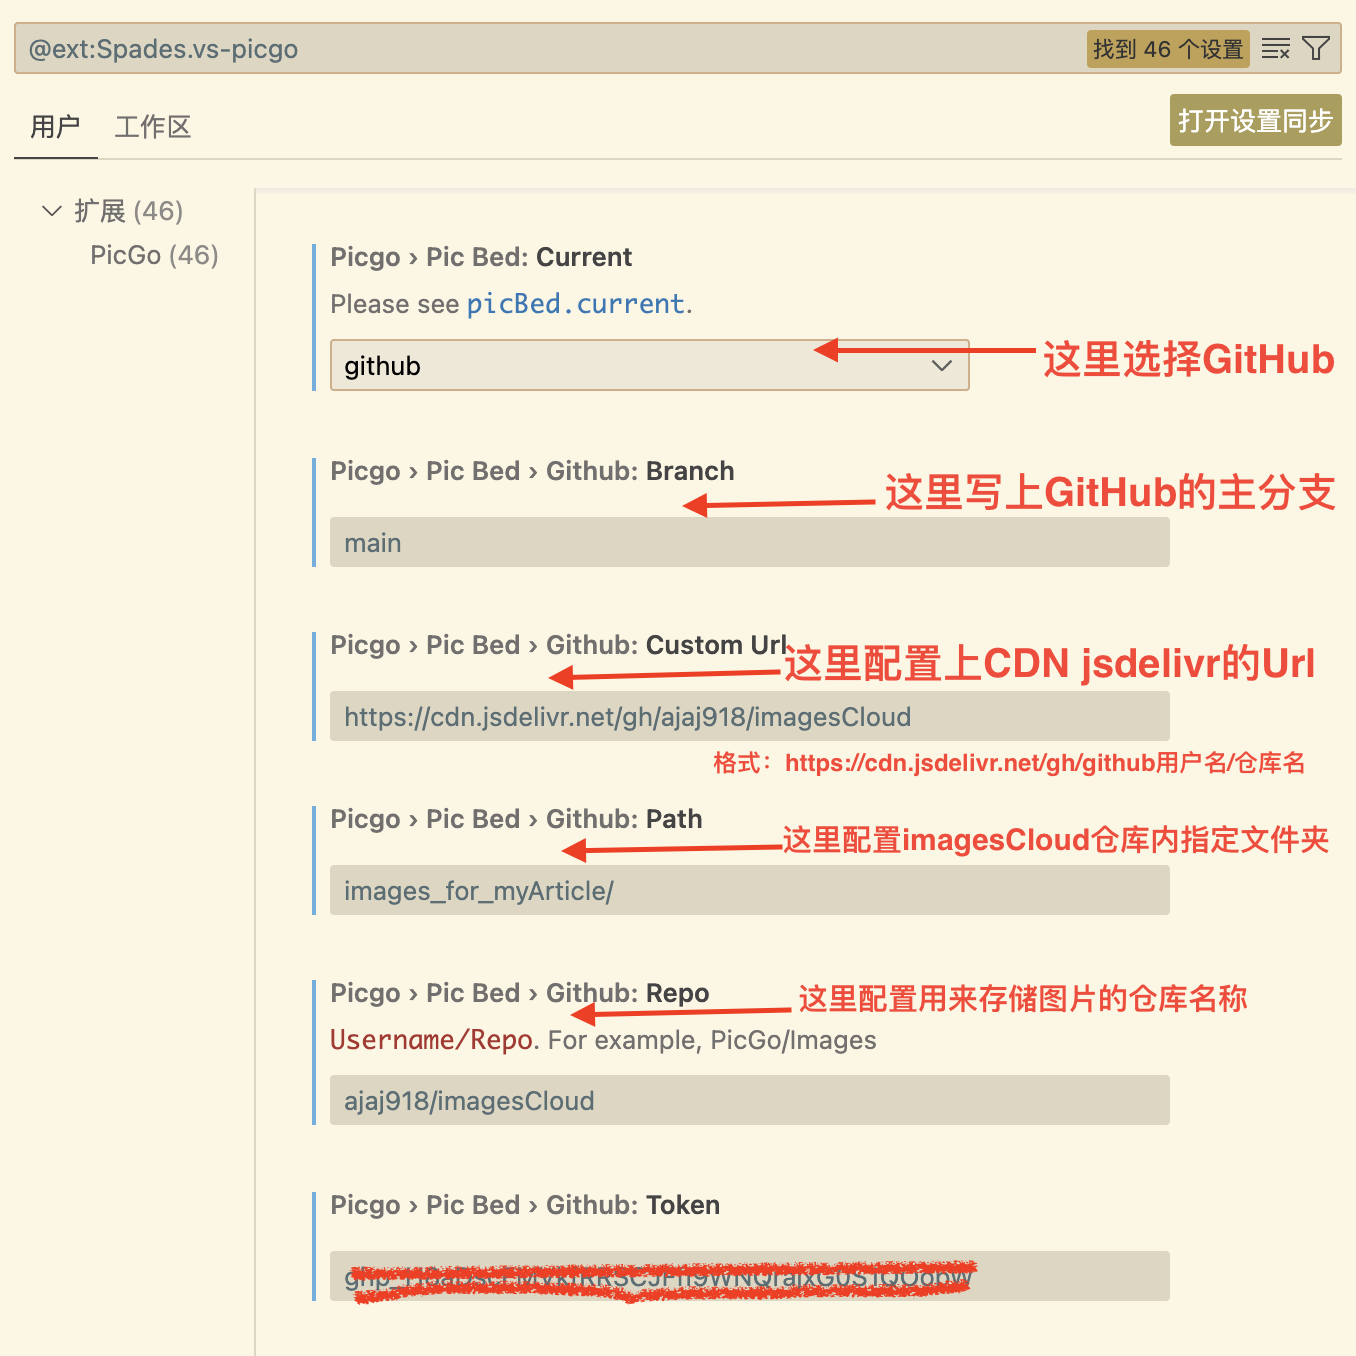 @ext:Spades.vs-picgo
找到 46 个设置
用户
工作区
打开设置同步
扩展 (46)
PicGo (46)
Picgo › Pic Bed: Current
Please see picBed.current.
github
这里选择GitHub
Picgo › Pic Bed › Github: Branch
这里写上GitHub的主分支
main
Picgo › Pic Bed › Github: Custom Url
这里配置上CDN jsdelivr的Url
https://cdn.jsdelivr.net/gh/ajaj918/imagesCloud
格式：https://cdn.jsdelivr.net/gh/github用户名/仓库名
Picgo › Pic Bed › Github: Path
这里配置imagesCloud仓库内指定文件夹
images_for_myArticle/
Picgo › Pic Bed › Github: Repo
这里配置用来存储图片的仓库名称
Username/Repo. For example, PicGo/Images
ajaj918/imagesCloud
Picgo › Pic Bed › Github: Token